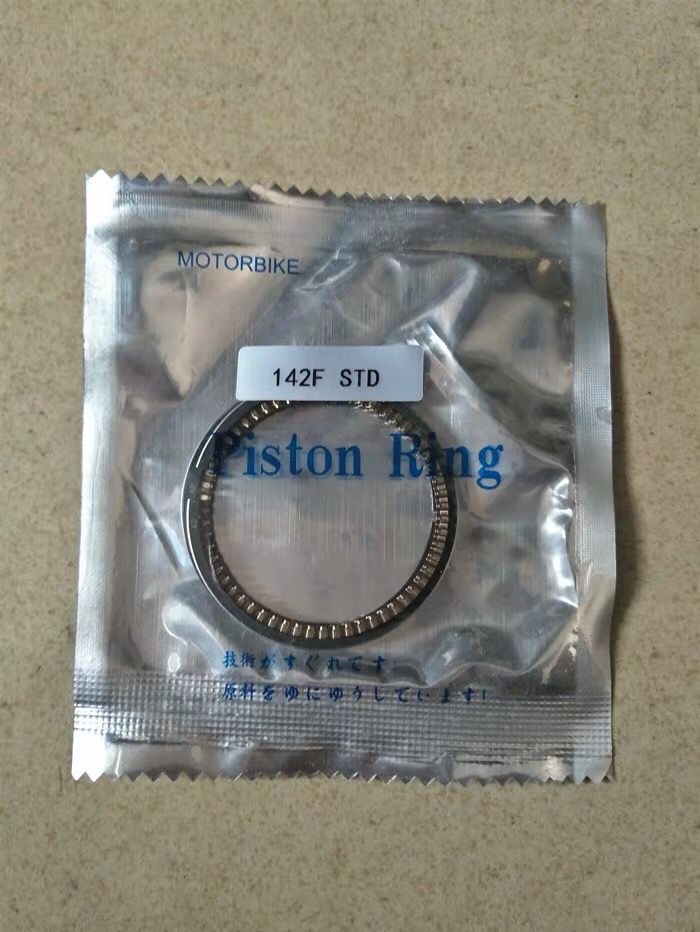 MOTORBIKE
142F STD
Piston Ring
技術がすぐれてす:
原料をゆにゆうしています!